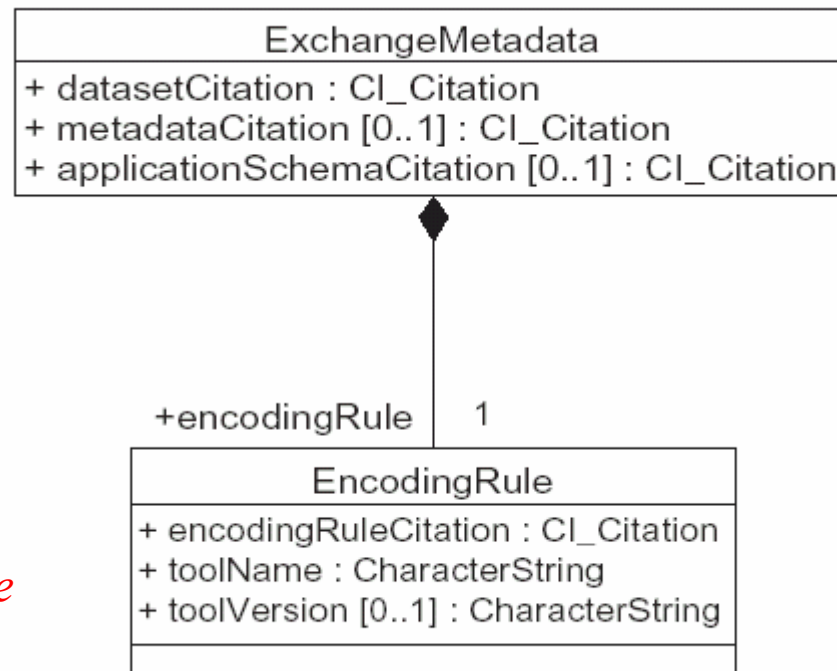 ExchangeMetadata
+ datasetCitation : CI_Citation
+ metadataCitation [0..1] : CI_Citation
+ applicationSchemaCitation [0..1] : CI_Citation
+encodingRule 1
EncodingRule
+ encodingRuleCitation : CI_Citation
+ toolName : CharacterString
e
+ toolVersion [0..1] : CharacterString